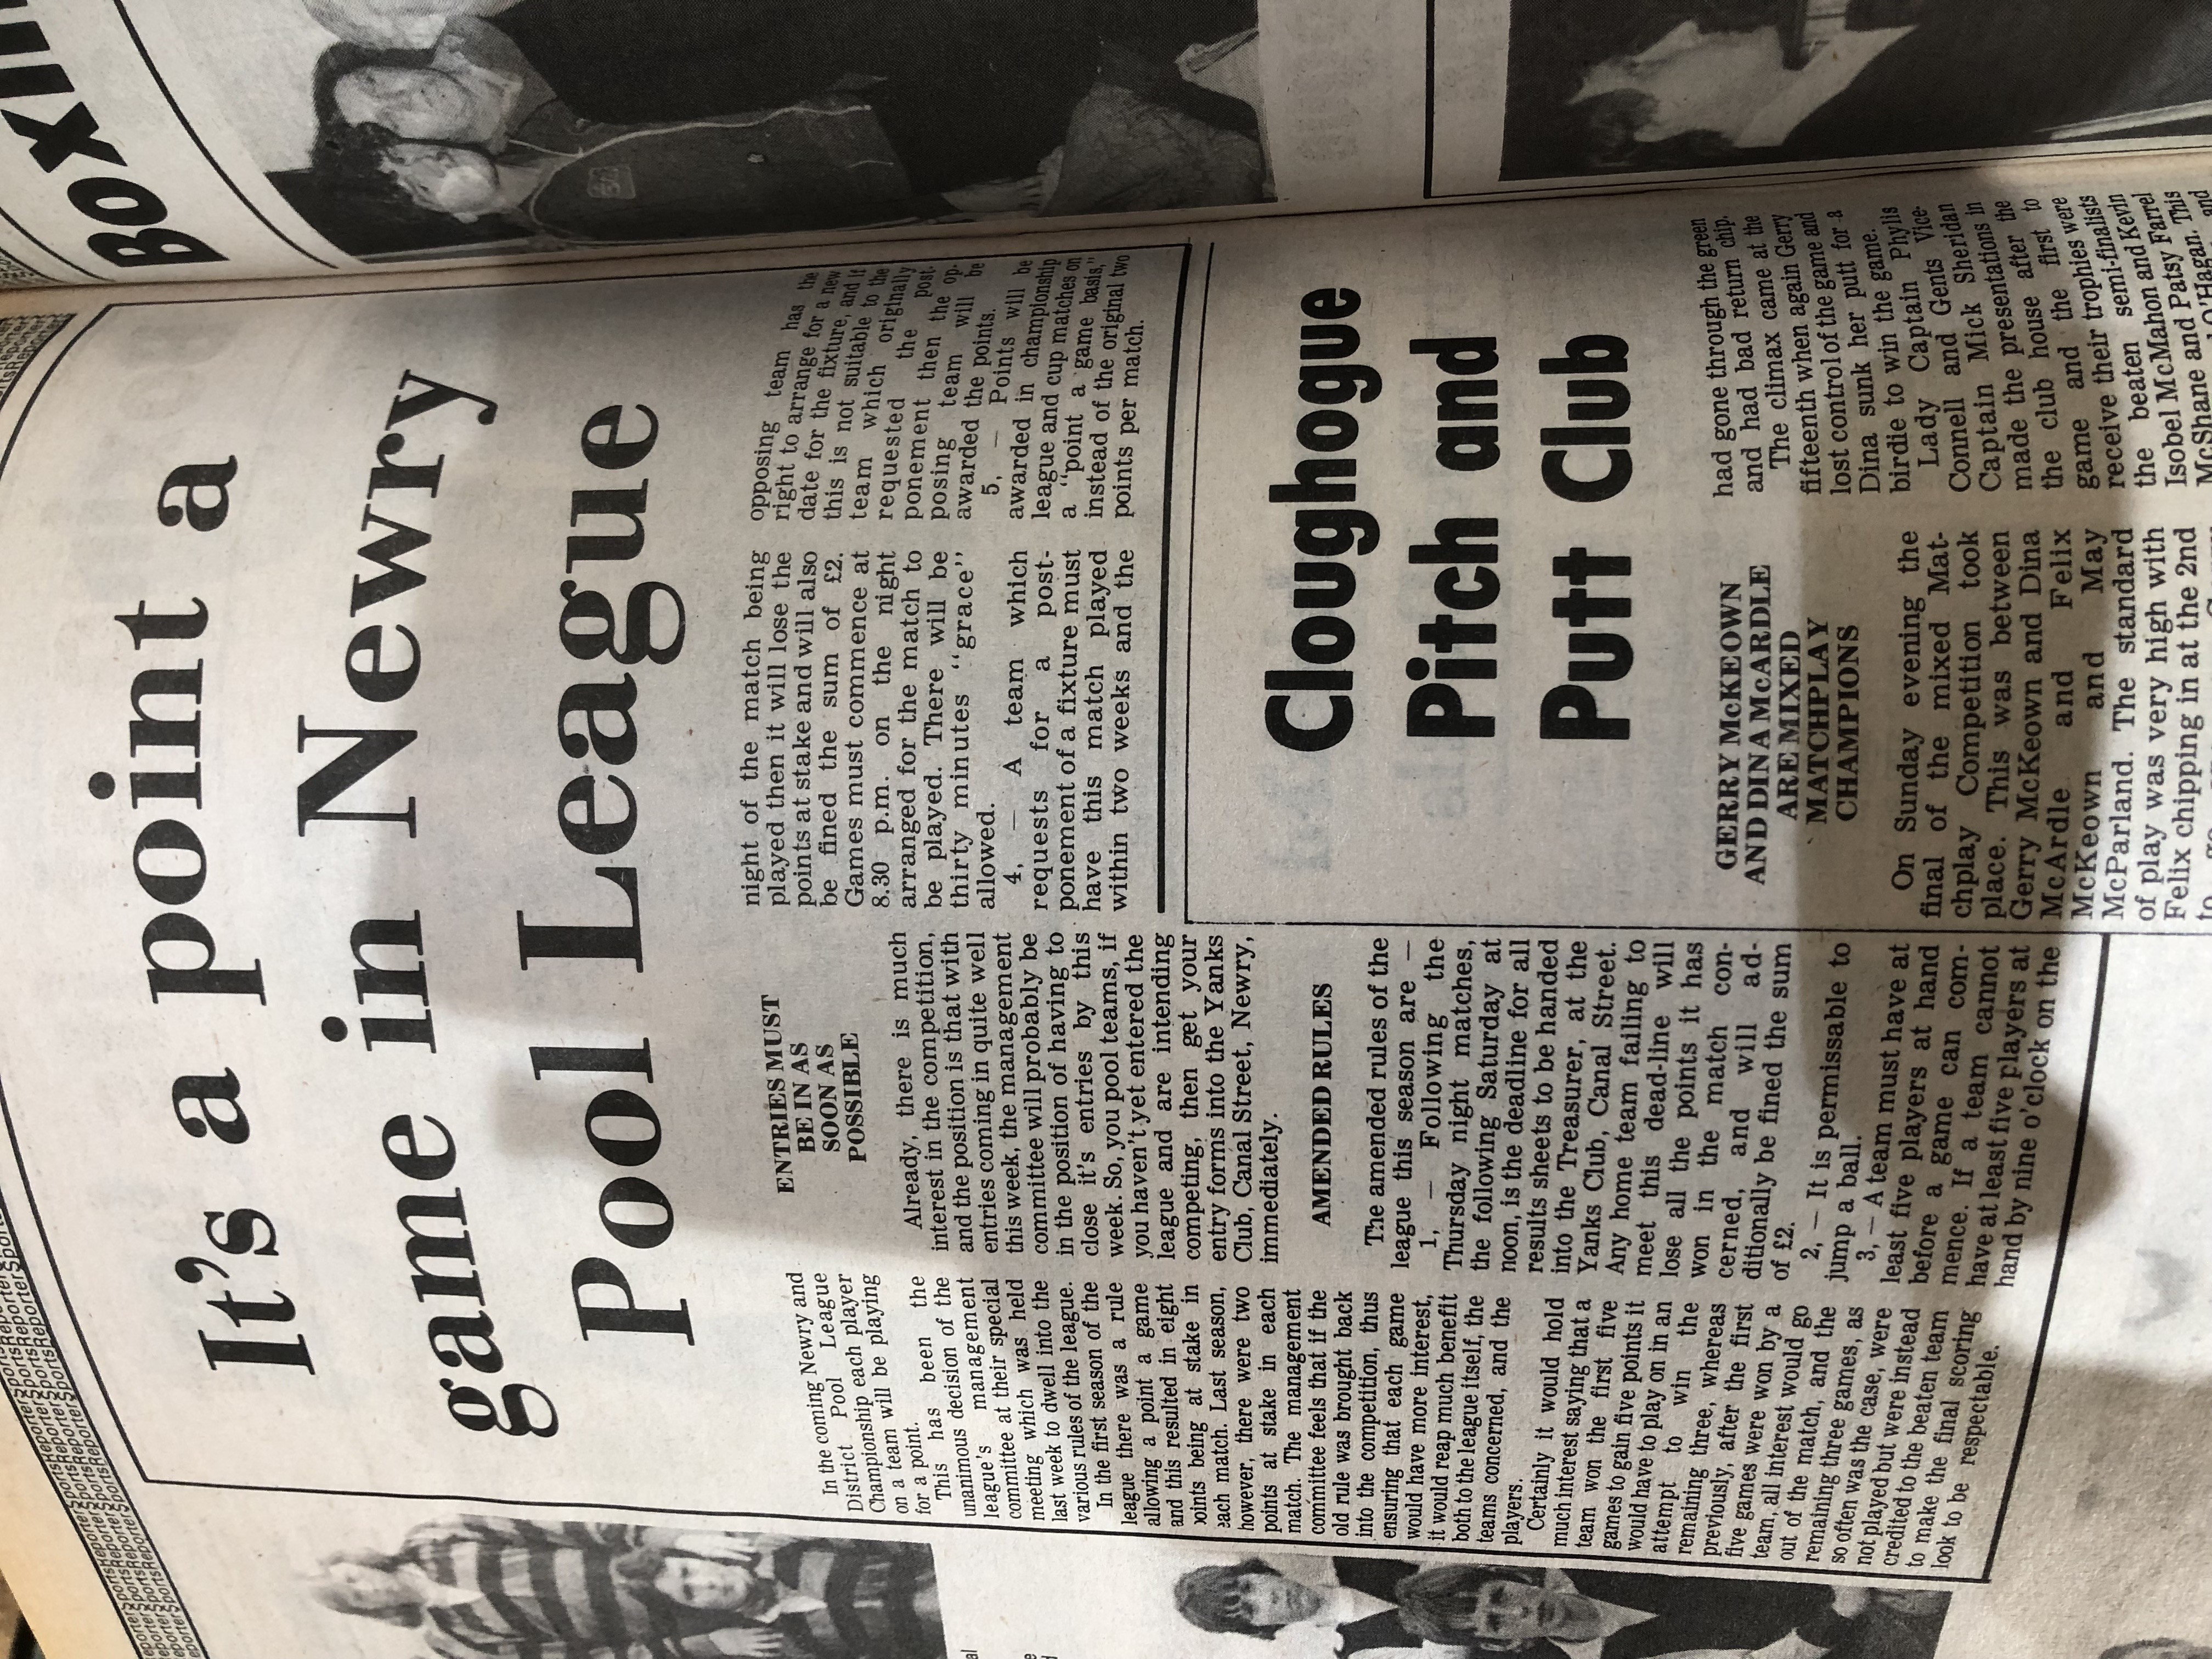 It's a point a
game in Newry
Pool League
In the coming Newry and
District Pool League
Championship each player
on a team will be playing
for a point.
This has been the
unanimous decision of the
league's management
committee at their special
meeting which was held
last week to dwell into the
various rules of the league.
In the first season of the
league there was a rule
allowing a point a game
and this resulted in eight
points being at stake in
each match. Last season,
however, there were two
points at stake in each
match. The management
committee feels that if the
old rule was brought back
into the competition, thus
ensuring that each game
would have more interest,
it would reap much benefit
both to the league itself, the
teams concerned, and the
players.
Certainly it would hold
much interest saying that a
team won the first five
games to gain five points it
would have to play on in an
attempt to win the
remaining three, whereas
previously, after the first
five games were won by a
team, all interest would go
out of the match, and the
remaining three games, as
so often was the case, were
not played but were instead
credited to the beaten team
to make the final scoring
look to be respectable.
ENTRIES MUST
BE IN AS
SOON AS
POSSIBLE
Already, there is much
interest in the competition,
and the position is that with
entries coming in quite well
this week, the management
committee will probably be
in the position of having to
close it's entries by this
week. So, you pool teams, if
you haven't yet entered the
league and are intending
competing, then get your
entry forms into the Yanks
Club, Canal Street, Newry,
immediately.
AMENDED RULES
The amended rules of the
league this season are —
1, — Following the
Thursday night matches,
the following Saturday at
noon, is the deadline for all
results sheets to be handed
into the Treasurer, at the
Yanks Club, Canal Street.
Any home team failing to
meet this dead-line will
lose all the points it has
won in the match con-
cerned, and will ad-
ditionally be fined the sum
of £2.
2, — It is permissable to
jump a ball.
3, — A team must have at
least five players at hand
before a game can com-
mence. If a team cannot
have at least five players at
hand by nine o'clock on the
night of the match being
played then it will lose the
points at stake and will also
be fined the sum of £2.
Games must commence at
8.30 p.m. on the night
arranged for the match to
be played. There will be
thirty minutes "grace"
allowed.
4, — A team which
requests for a post-
ponement of a fixture must
have this match played
within two weeks and the
opposing team has the
right to arrange for a new
date for the fixture, and if
this is not suitable to the
team which originally
requested the post-
ponement then the op-
posing team will be
awarded the points.
5, — Points will be
awarded in championship
league and cup matches on
a "point a game basis,"
instead of the original two
points per match.
Cloughogue
Pitch and
Putt Club
GERRY McKEOWN
AND DINA McARDLE
ARE MIXED
MATCHPLAY
CHAMPIONS
On Sunday evening the
final of the mixed Mat-
chplay Competition took
place. This was between
Gerry McKeown and Dina
McArdle and Felix
McKeown and May
McParland. The standard
of play was very high with
Felix chipping in at the 2nd
had gone through the green
and had bad return chip.
The climax came at the
fifteenth when again Gerry
lost control of the game and
Dina sunk her putt for a
birdie to win the game.
Lady Captain Phylis
Connell and Gents Vice-
Captain Mick Sheridan
made the presentations in
the club house after the
game and the first to
receive their trophies were
the beaten semi-finalists
Isobel McMahon and Kevin
McShane and Patsy Farrel